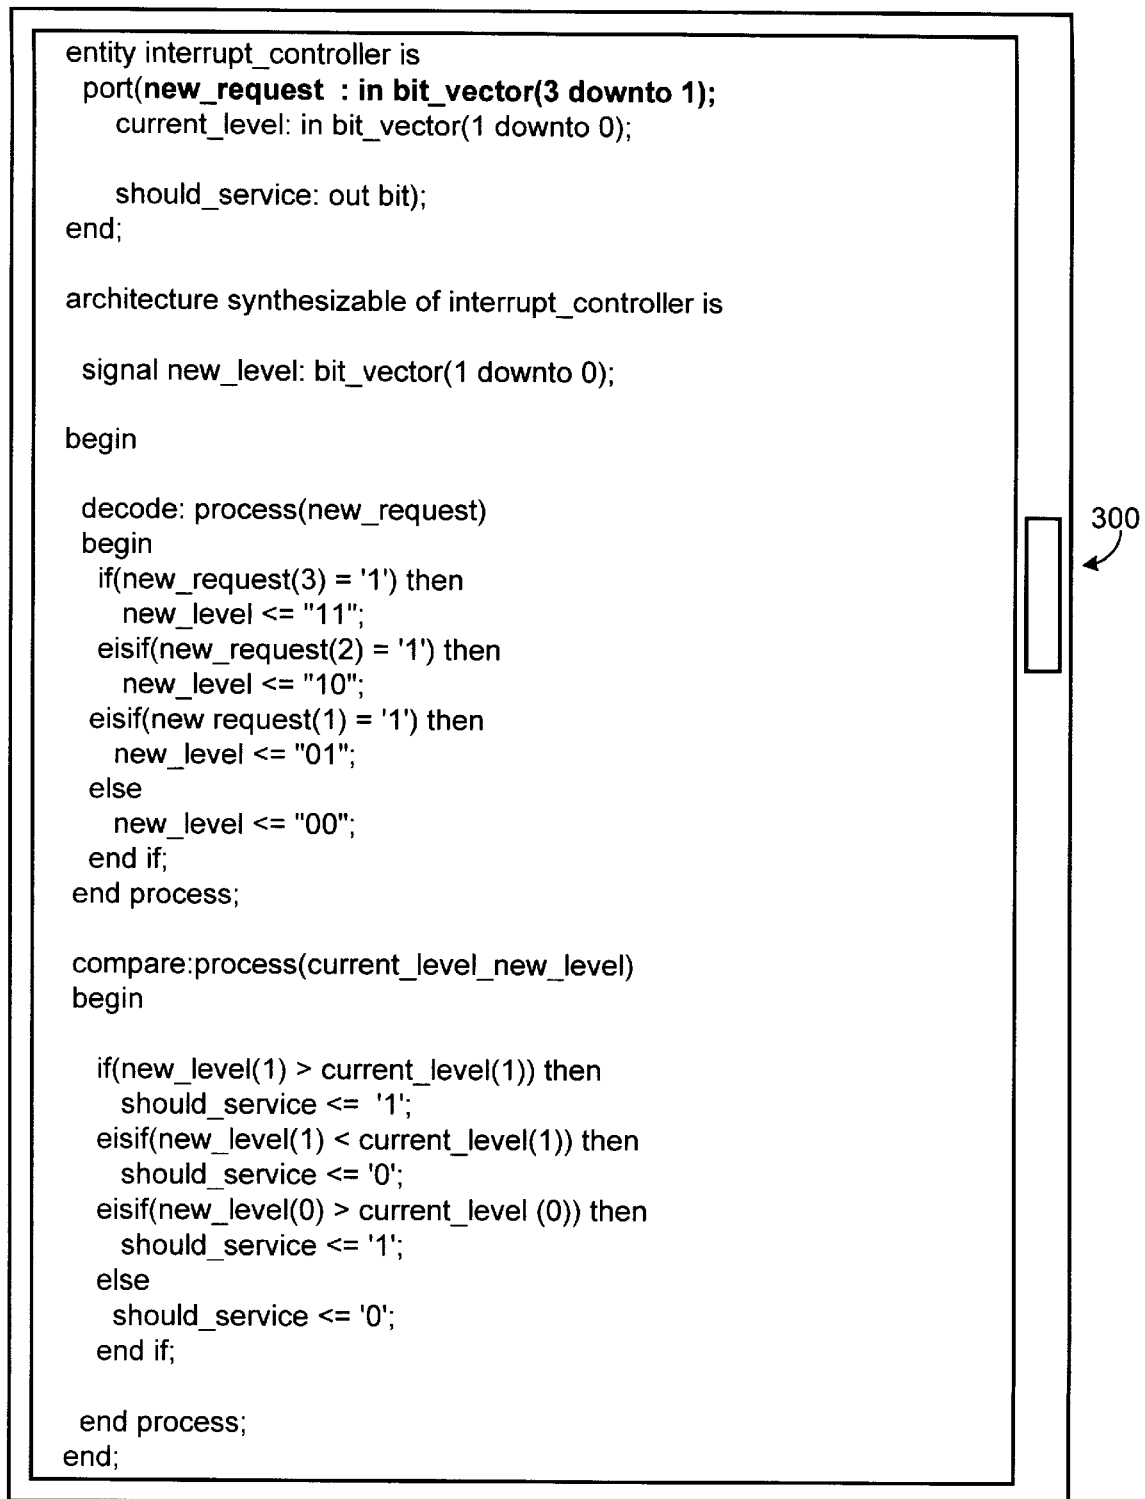 entity interrupt_controller is
port(new_request : in bit_vector(3 downto 1);
current_level: in bit_vector(1 downto 0);
should_service: out bit);
end;
architecture synthesizable of interrupt_controller is
signal new_level: bit_vector(1 downto 0);
begin
decode: process(new_request)
begin
if(new_request(3) = '1') then
new_level <= "11";
eisif(new_request(2) = '1') then
new_level <= "10";
eisif(new request(1) = '1') then
new_level <= "01";
else
new_level <= "00";
end if;
end process;
compare:process(current_level_new_level)
begin
if(new_level(1) > current_level(1)) then
should_service <= '1';
eisif(new_level(1) < current_level(1)) then
should_service <= '0';
eisif(new_level(0) > current_level (0)) then
should_service <= '1';
else
should_service <= '0';
end if;
end process;
end;
300